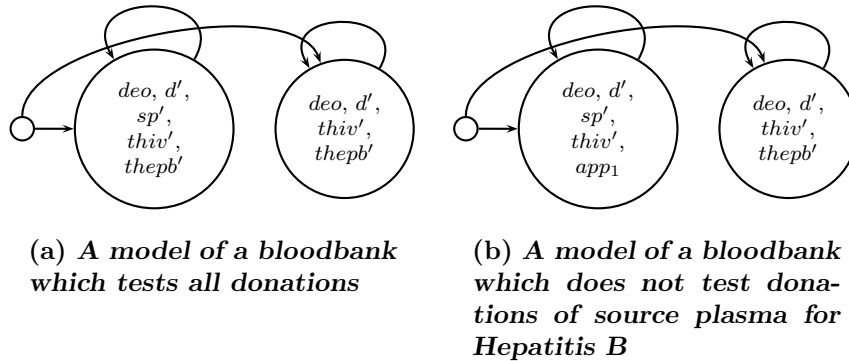 deo, d′,
sp′,
thiv′,
thepb′
deo, d′,
thiv′,
thepb′
(a) A model of a bloodbank
which tests all donations
deo, d′,
sp′,
thiv′,
app₁
deo, d′,
thiv′,
thepb′
(b) A model of a bloodbank
which does not test dona-
tions of source plasma for
Hepatitis B